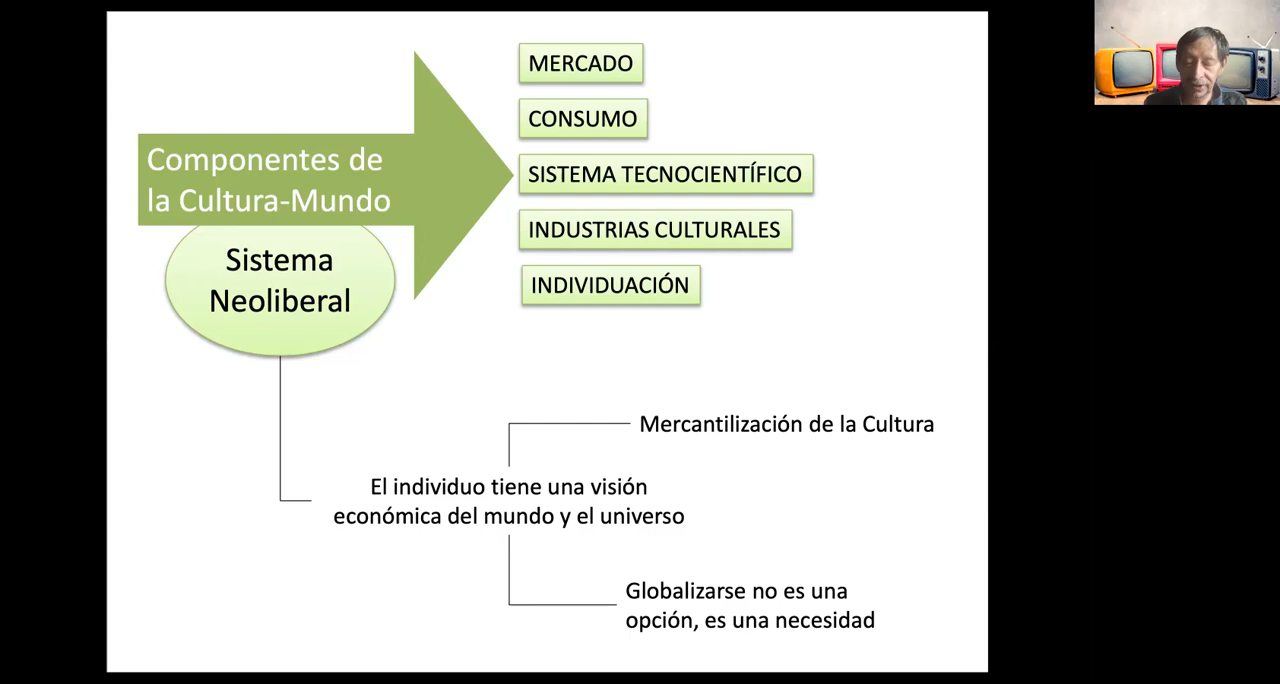 Componentes de
la Cultura-Mundo
Sistema
Neoliberal
MERCADO
CONSUMO
SISTEMA TECNOCIENTÍFICO
INDUSTRIAS CULTURALES
INDIVIDUACIÓN
Mercantilización de la Cultura
El individuo tiene una visión
económica del mundo y el universo
Globalizarse no es una
opción, es una necesidad